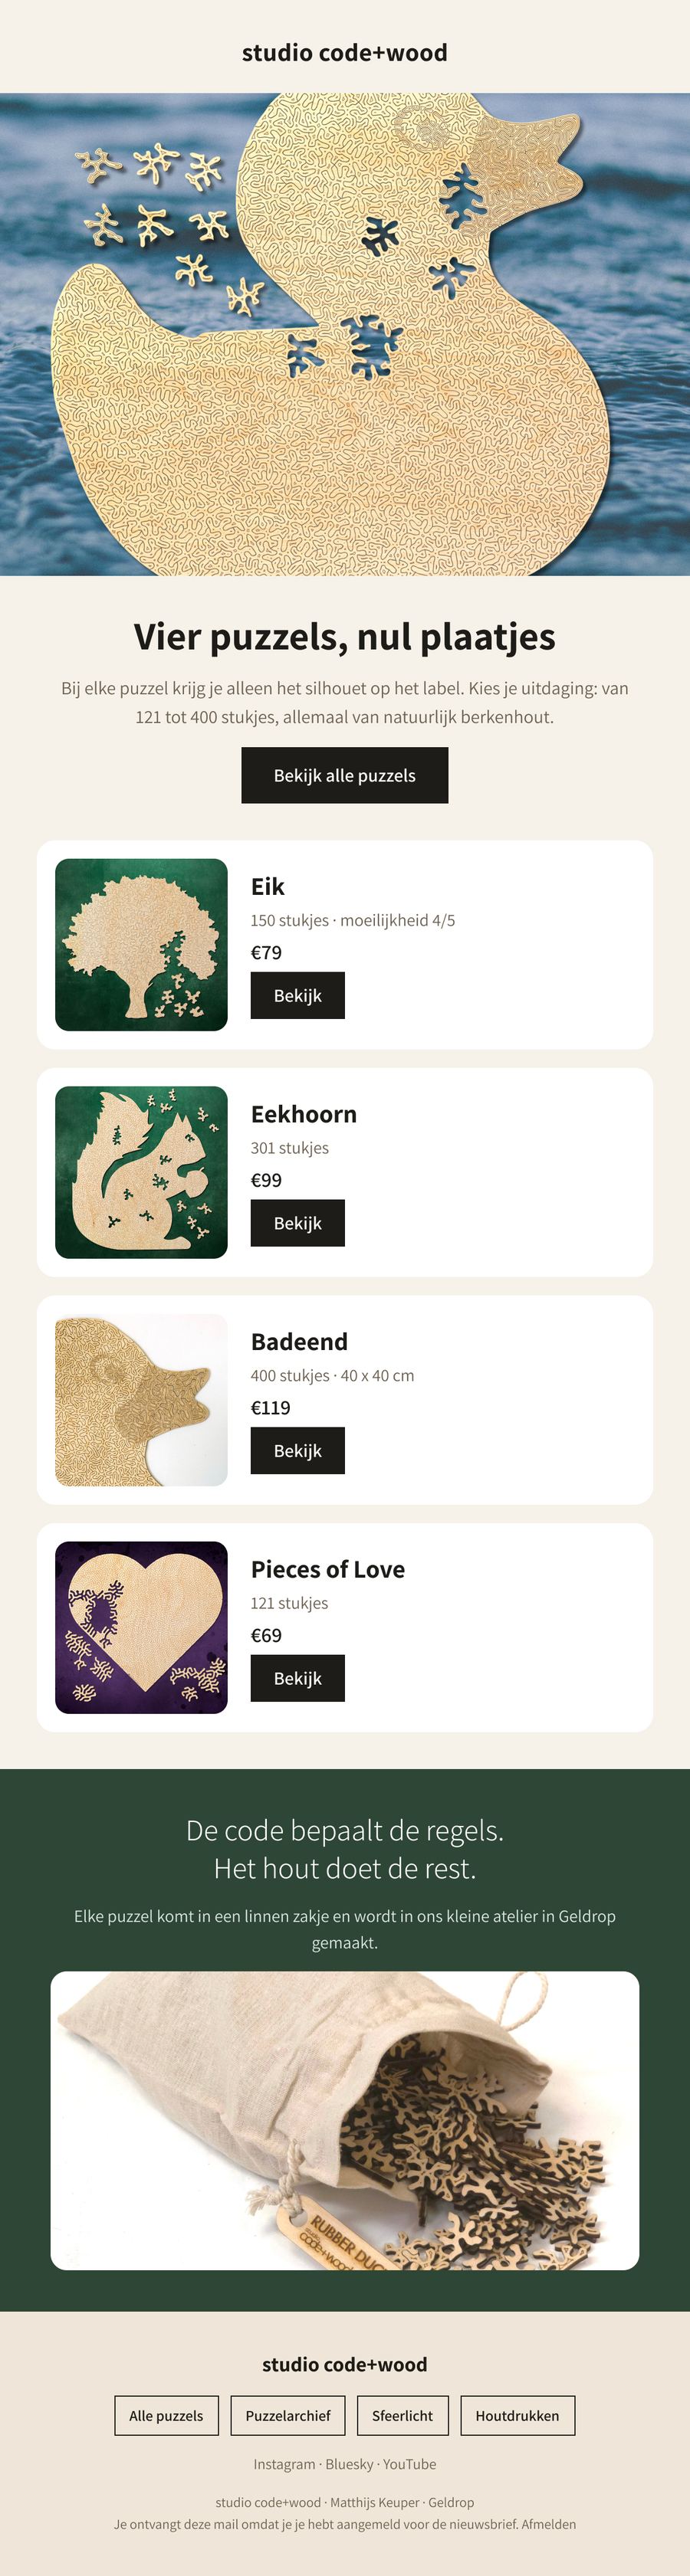 studio code+wood
Vier puzzels, nul plaatjes
Bij elke puzzel krijg je alleen het silhouet op het label. Kies je uitdaging: van
121 tot 400 stukjes, allemaal van natuurlijk berkenhout.
Bekijk alle puzzels
Eik
150 stukjes · moeilijkheid 4/5
€79
Bekijk
Eekhoorn
301 stukjes
€99
Bekijk
Badeend
400 stukjes · 40 x 40 cm
€119
Bekijk
Pieces of Love
121 stukjes
€69
Bekijk
De code bepaalt de regels.
Het hout doet de rest.
Elke puzzel komt in een linnen zakje en wordt in ons kleine atelier in Geldrop
gemaakt.
RUBBER DUC
code+wood
studio code+wood
Alle puzzels Puzzelarchief Sfeerlicht Houtdrukken
Instagram · Bluesky · YouTube
studio code+wood · Matthijs Keuper · Geldrop
Je ontvangt deze mail omdat je je hebt aangemeld voor de nieuwsbrief. Afmelden